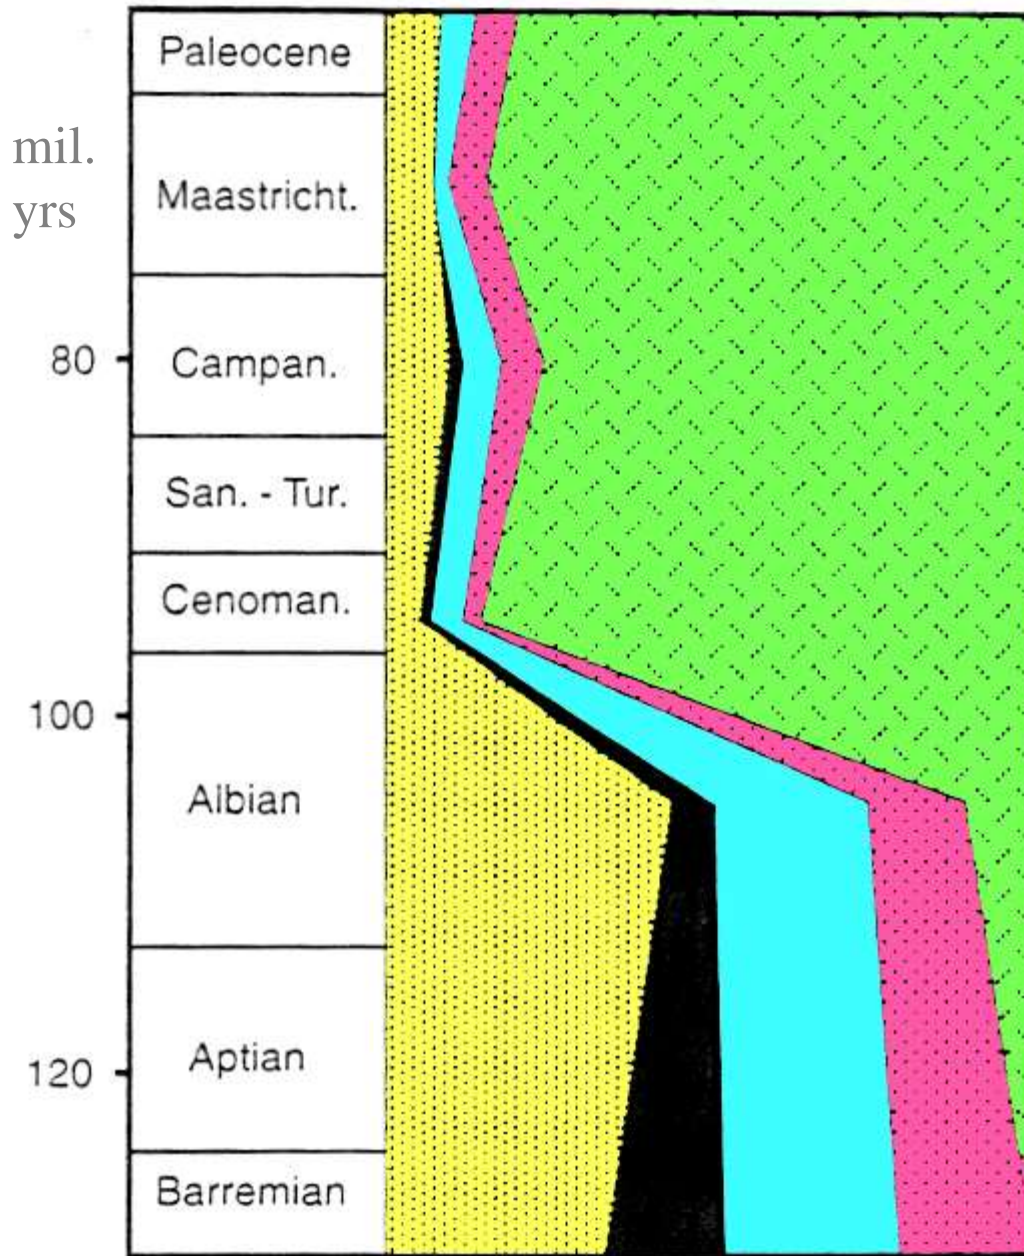 Paleocene
mil.
yrs
Maastricht.
80
Campan.
San. - Tur.
Cenoman.
100
Albian
120
Aptian
Barremian